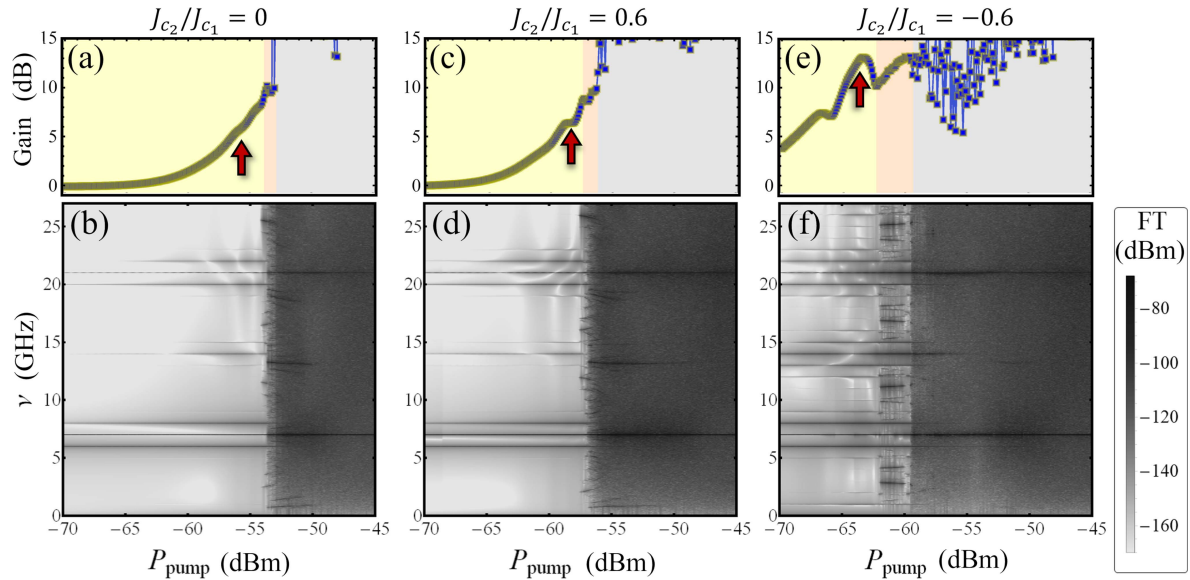 J_{c_2}/J_{c_1} = 0
J_{c_2}/J_{c_1} = 0.6
J_{c_2}/J_{c_1} = −0.6
(a)
(c)
(e)
Gain (dB)
15
10
5
0
15
10
5
0
15
10
5
0
(b)
(d)
(f)
ν (GHz)
25
20
15
10
5
0
25
20
15
10
5
0
25
20
15
10
5
0
−70 −65 −60 −55 −50 −45
−70 −65 −60 −55 −50 −45
−70 −65 −60 −55 −50 −45
P_pump (dBm)
P_pump (dBm)
P_pump (dBm)
FT
(dBm)
−80
−100
−120
−140
−160